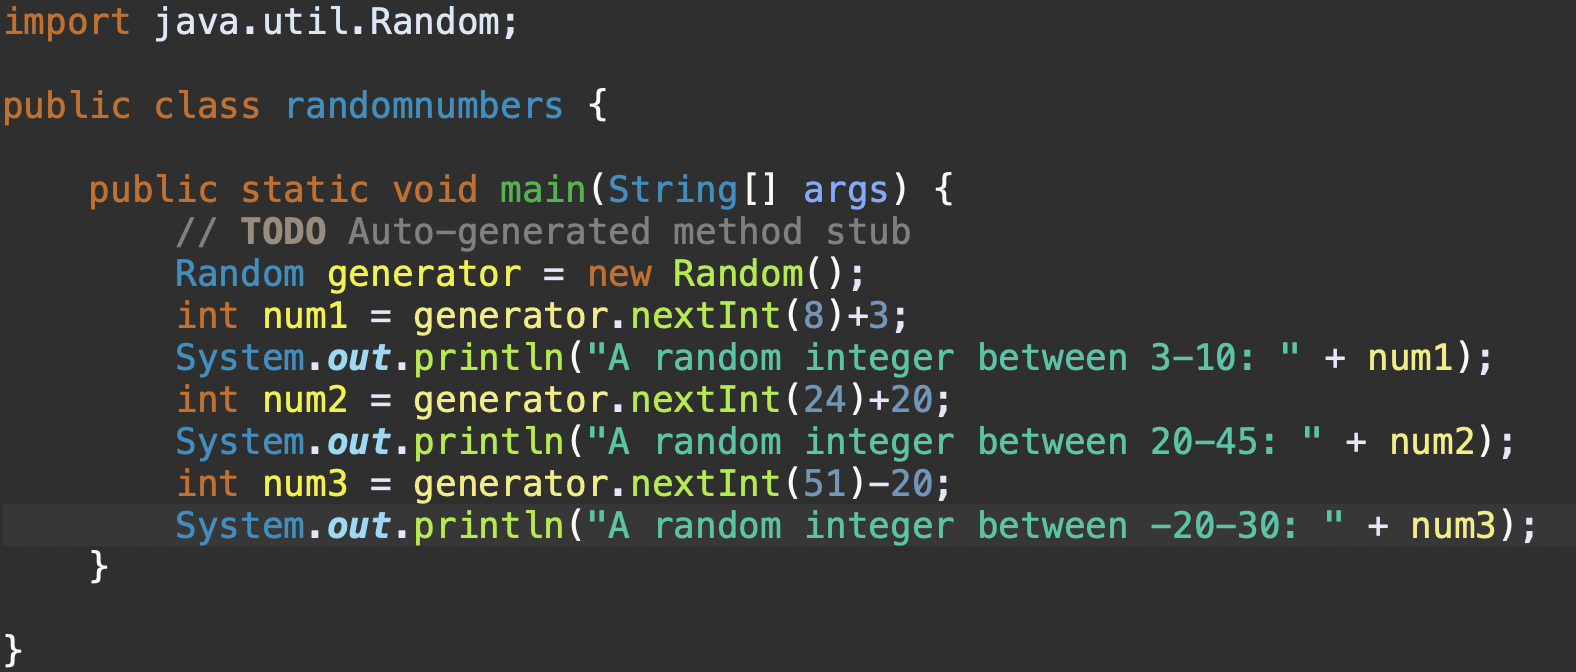 import java.util.Random;
public class randomnumbers {
public static void main(String[] args) {
// TODO Auto-generated method stub
Random generator = new Random();
int num1 = generator.nextInt(8)+3;
System.out.println("A random integer between 3-10: " + num1);
int num2 = generator.nextInt(24)+20;
System.out.println("A random integer between 20-45: " + num2);
int num3 = generator.nextInt(51)-20;
System.out.println("A random integer between -20-30: " + num3);
}
}